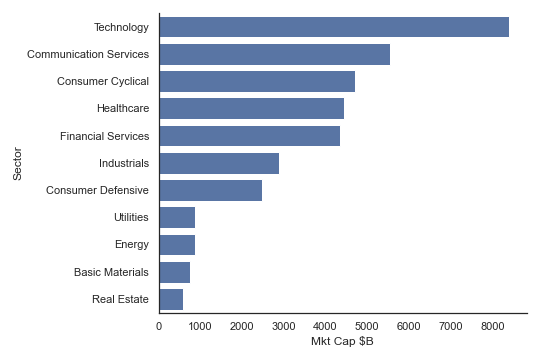 Technology
Communication Services
Consumer Cyclical
Healthcare
Financial Services
Industrials
Consumer Defensive
Utilities
Energy
Basic Materials
Real Estate
Sector
0 1000 2000 3000 4000 5000 6000 7000 8000
Mkt Cap $B